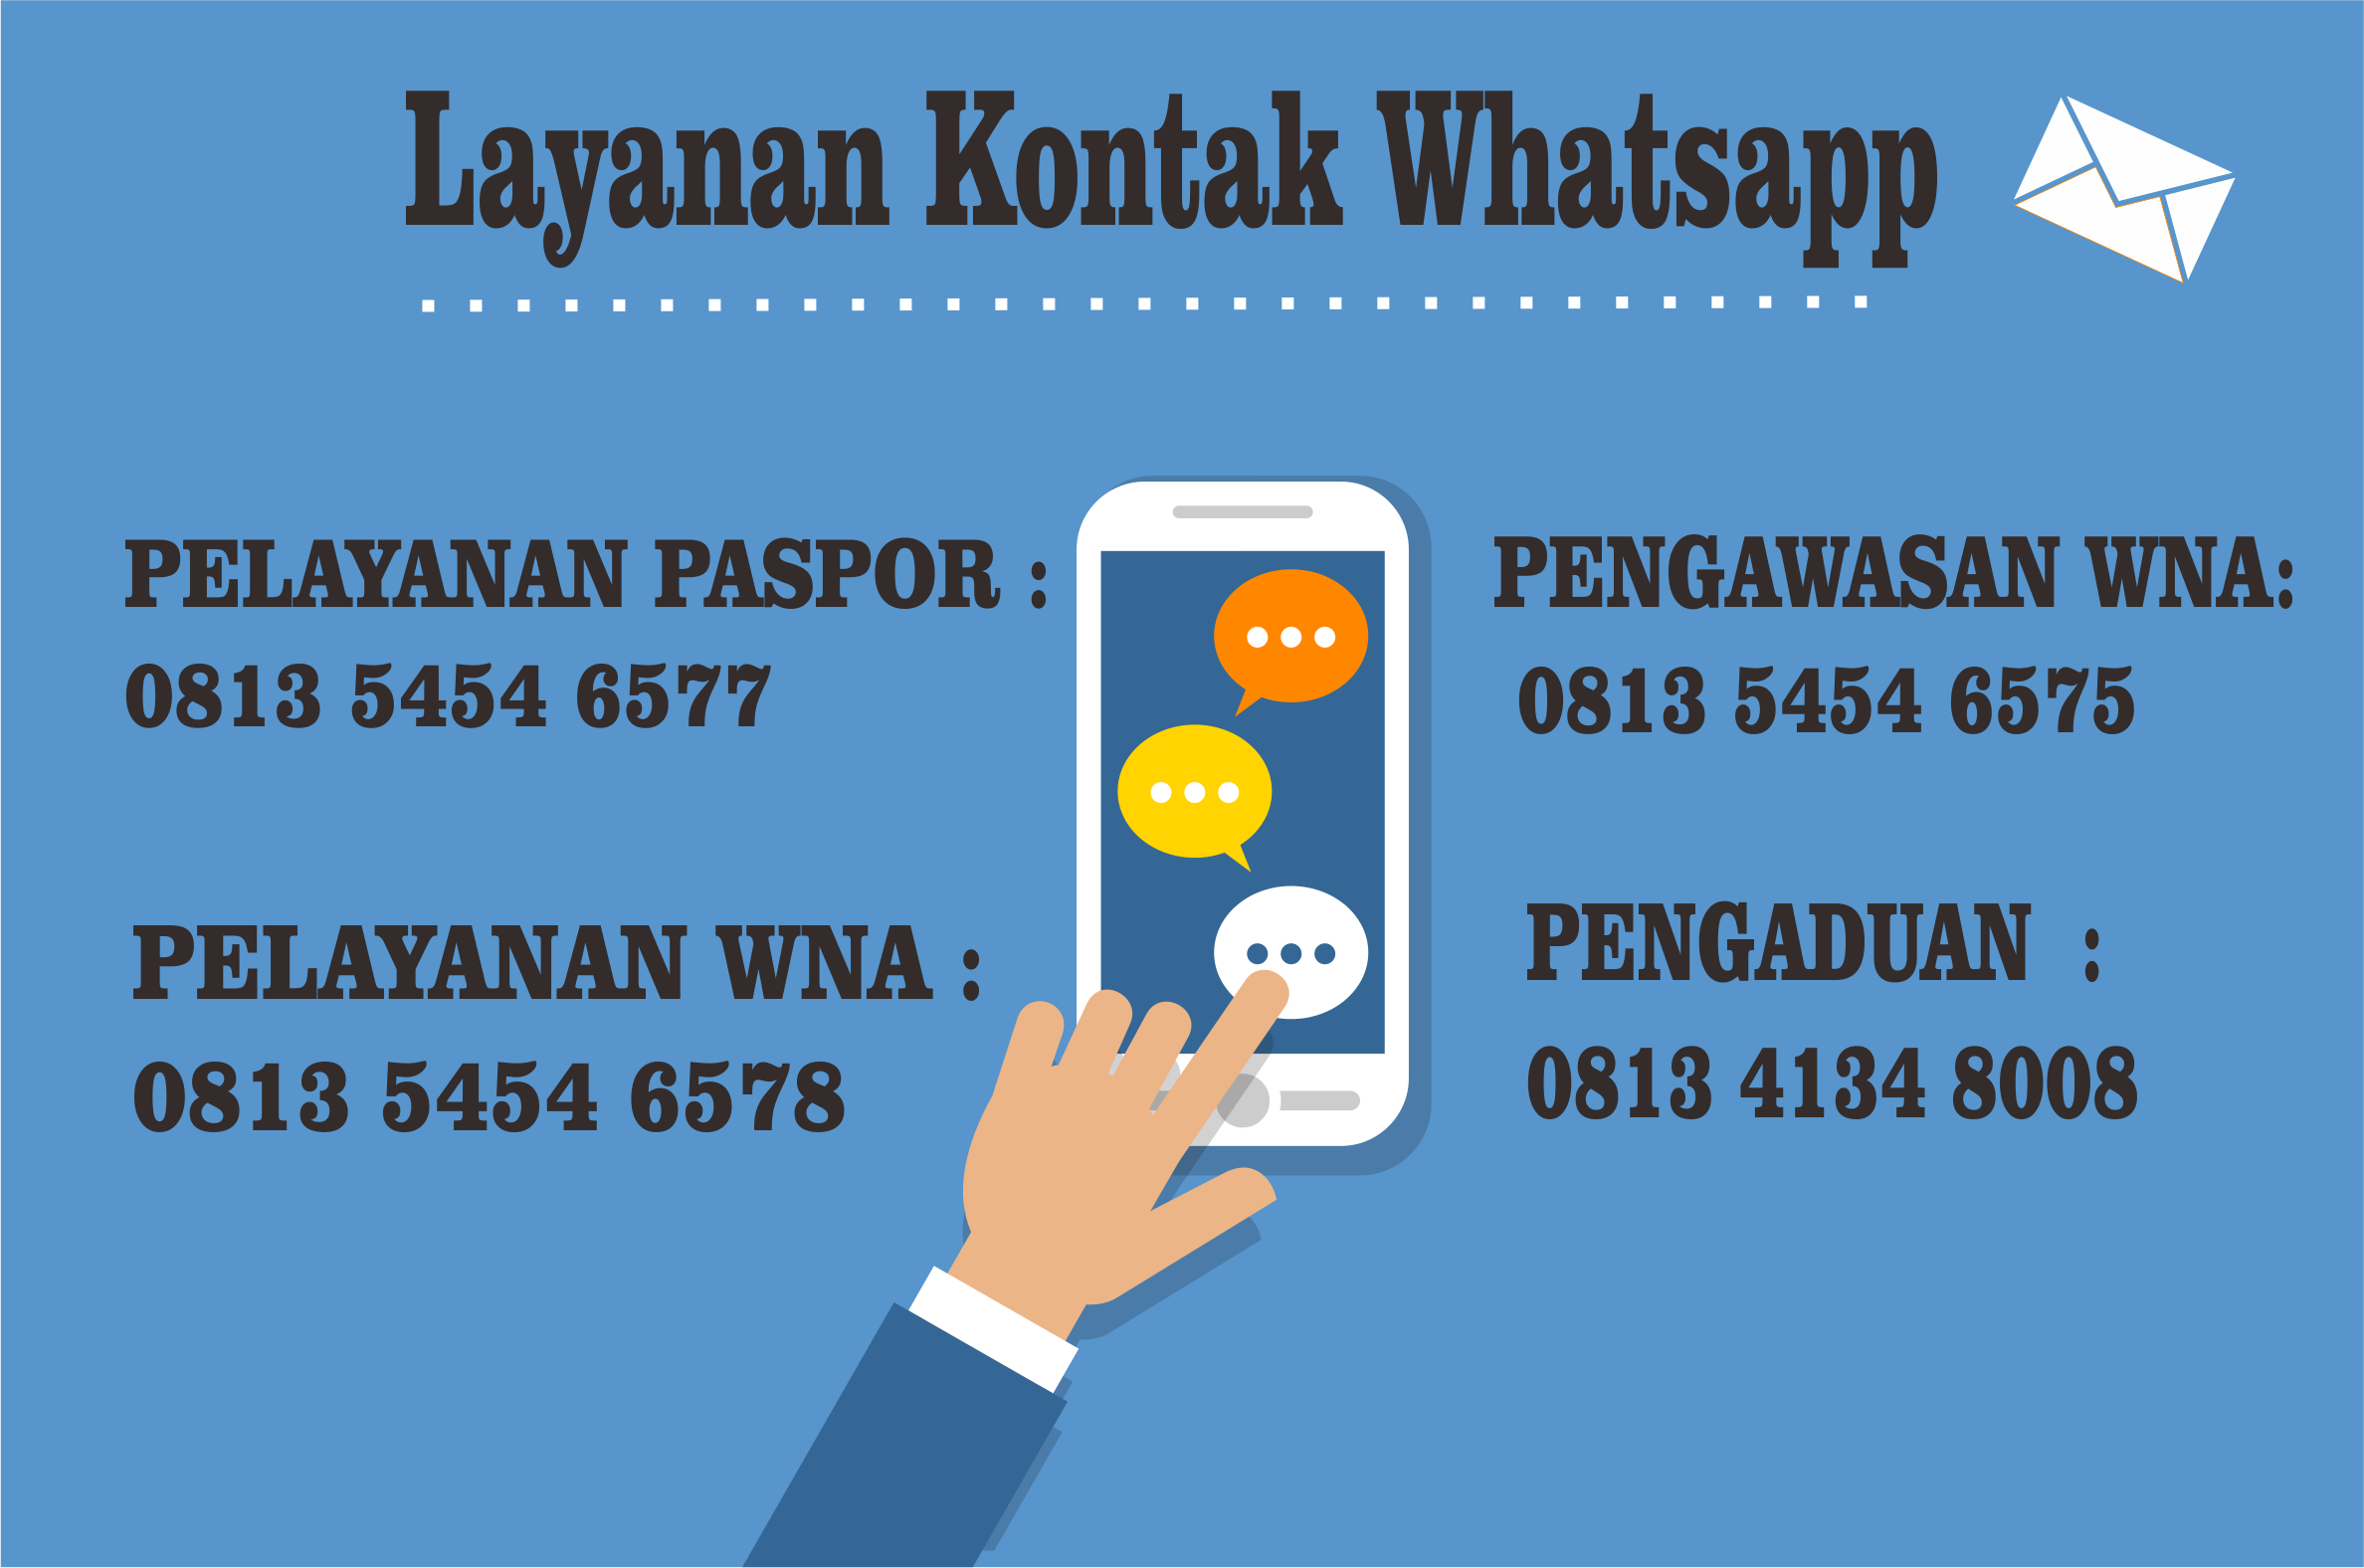 Layanan Kontak Whatsapp
PELAYANAN PASPOR :
0813 5454 6577
PELAYANAN WNA :
0813 5454 6578
PENGAWASAN WNA:
0813 5454 6575
PENGADUAN :
0813 4134 8008